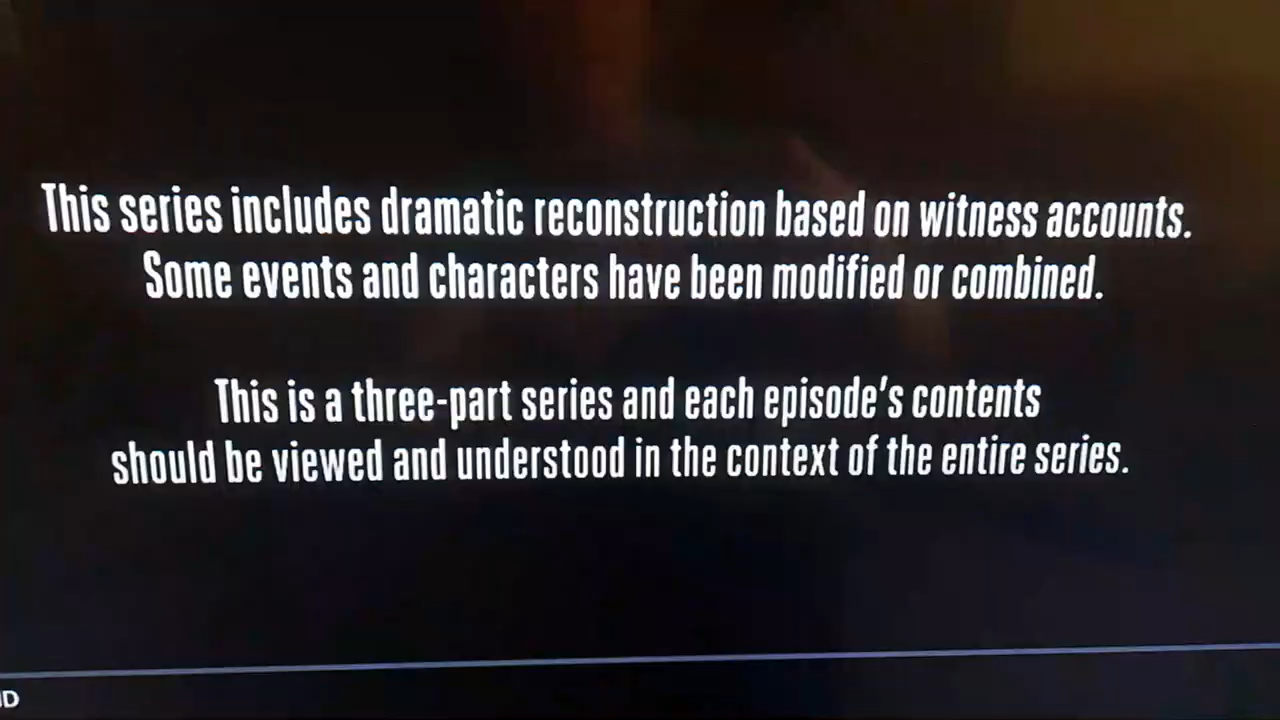 This series includes dramatic reconstruction based on witness accounts.
Some events and characters have been modified or combined.
This is a three-part series and each episode's contents
should be viewed and understood in the context of the entire series.